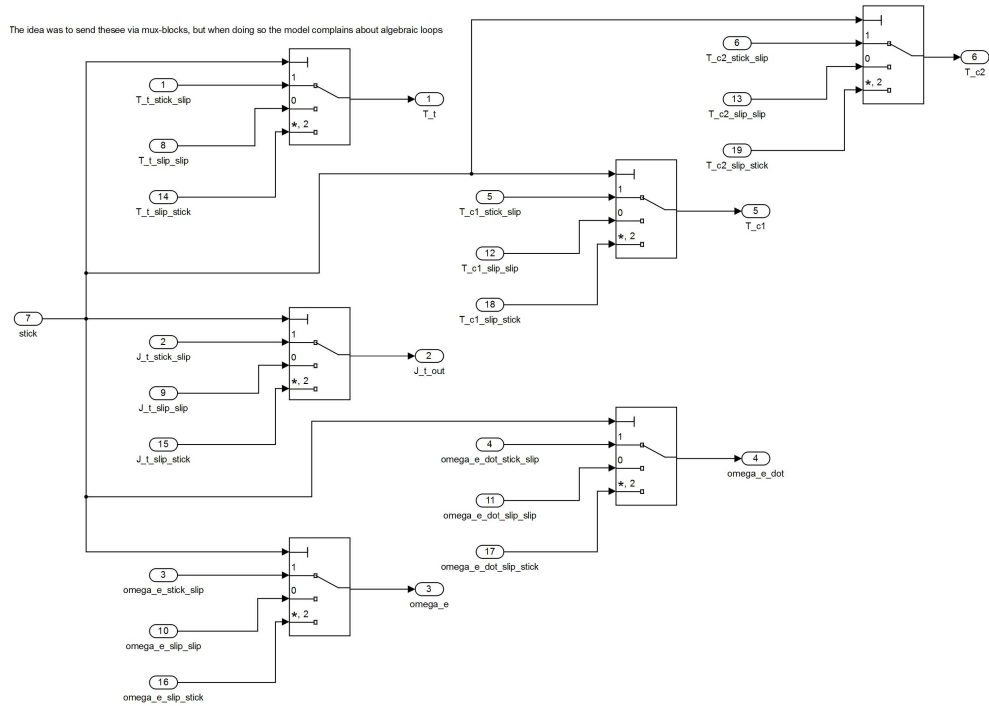 The idea was to send thesee via mux-blocks, but when doing so the model complains about algebraic loops
1
T_t_stick_slip
8
T_t_slip_slip
14
T_t_slip_stick
1
0
*, 2
1
T_t
6
T_c2_stick_slip
13
T_c2_slip_slip
19
T_c2_slip_stick
1
0
*, 2
6
T_c2
5
T_c1_stick_slip
12
T_c1_slip_slip
18
T_c1_slip_stick
1
0
*, 2
5
T_c1
7
stick
2
J_t_stick_slip
9
J_t_slip_slip
15
J_t_slip_stick
1
0
*, 2
2
J_t_out
4
omega_e_dot_stick_slip
11
omega_e_dot_slip_slip
17
omega_e_dot_slip_stick
1
0
*, 2
4
omega_e_dot
3
omega_e_stick_slip
10
omega_e_slip_slip
16
omega_e_slip_stick
1
0
*, 2
3
omega_e